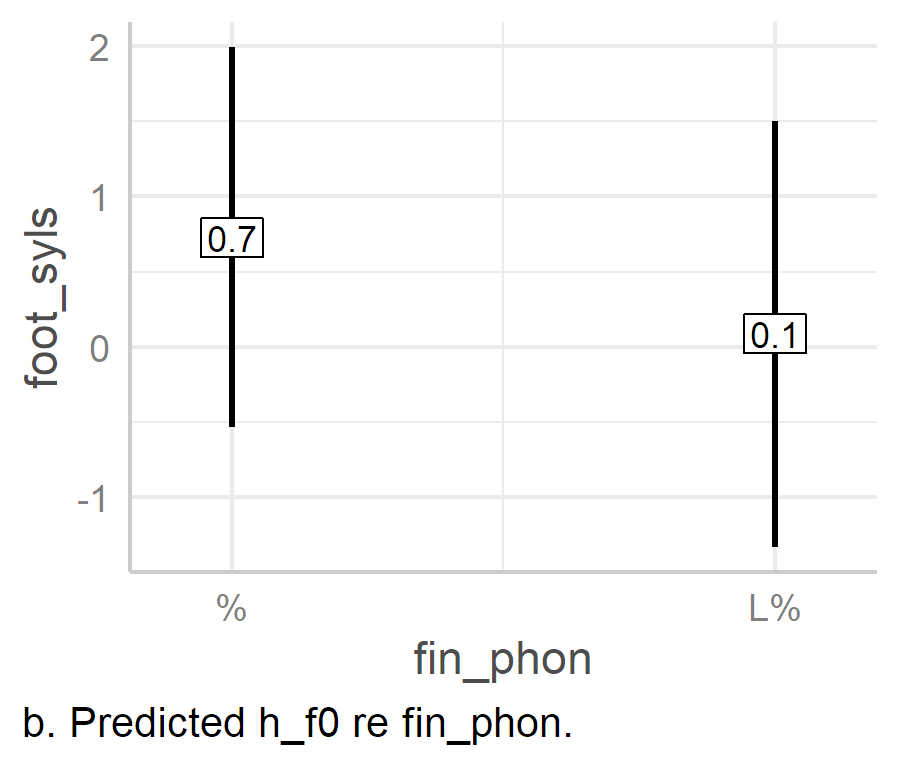 2
1
0
-1
foot_syls
0.7
0.1
%
L%
fin_phon
b. Predicted h_f0 re fin_phon.